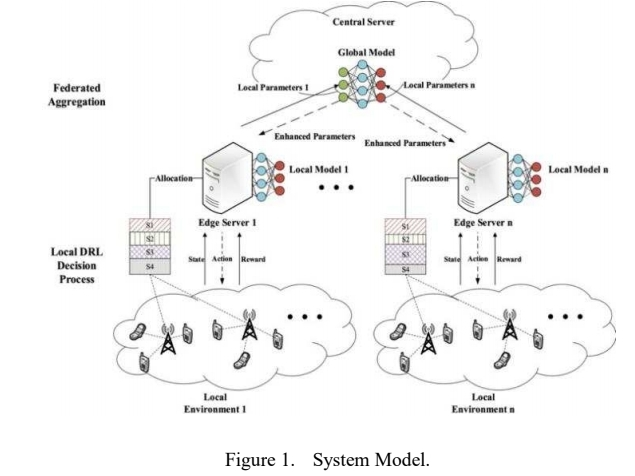 Central Server
Global Model
Federated
Aggregation
Local Parameters 1
Local Parameters n
Enhanced Parameters
Enhanced Parameters
Allocation
Local Model 1
Allocation
Local Model n
Edge Server 1
Edge Server n
S1
S2
S3
S4
S1
S2
S3
S4
Local DRL
Decision
Process
State
Action
Reward
State
Action
Reward
Local
Environment 1
Local
Environment n
Figure 1. System Model.